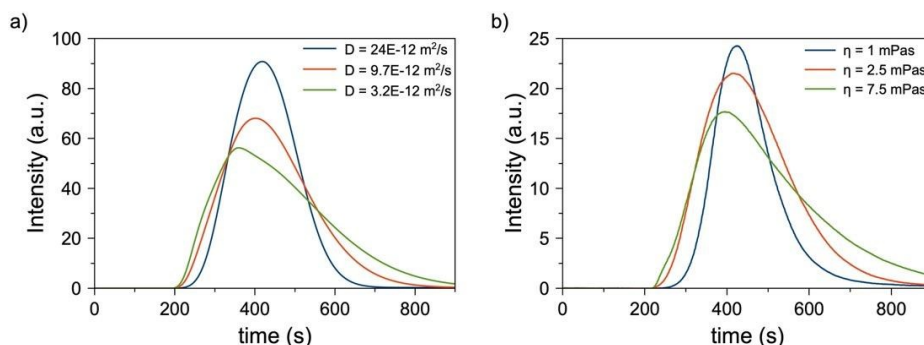 a)
100
80
60
40
20
0
Intensity (a.u.)
D = 24E-12 m²/s
D = 9.7E-12 m²/s
D = 3.2E-12 m²/s
0 200 400 600 800
time (s)
b)
25
20
15
10
5
0
Intensity (a.u.)
η = 1 mPas
η = 2.5 mPas
η = 7.5 mPas
0 200 400 600 800
time (s)